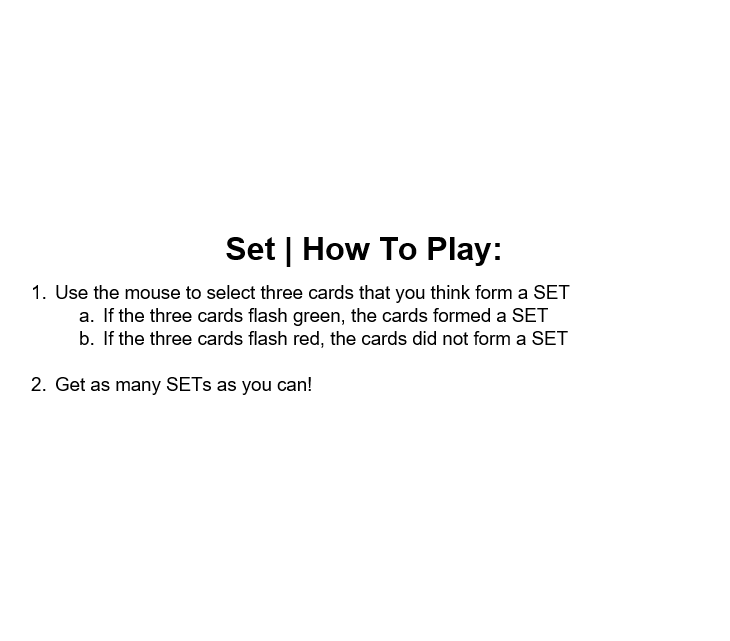 Set | How To Play:
1. Use the mouse to select three cards that you think form a SET
a. If the three cards flash green, the cards formed a SET
b. If the three cards flash red, the cards did not form a SET
2. Get as many SETs as you can!